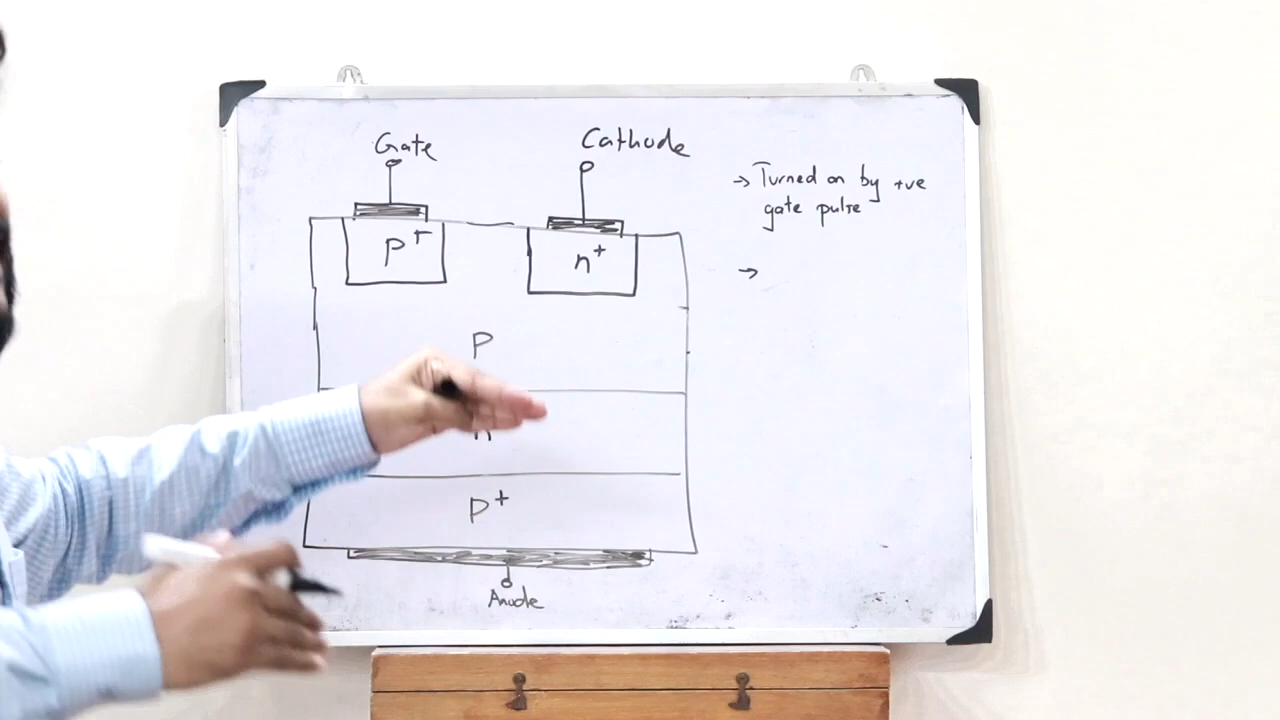 Gate
Cathode
→ Turned on by +ve
gate pulse
p+
n+
→
P
n
P+
Anode